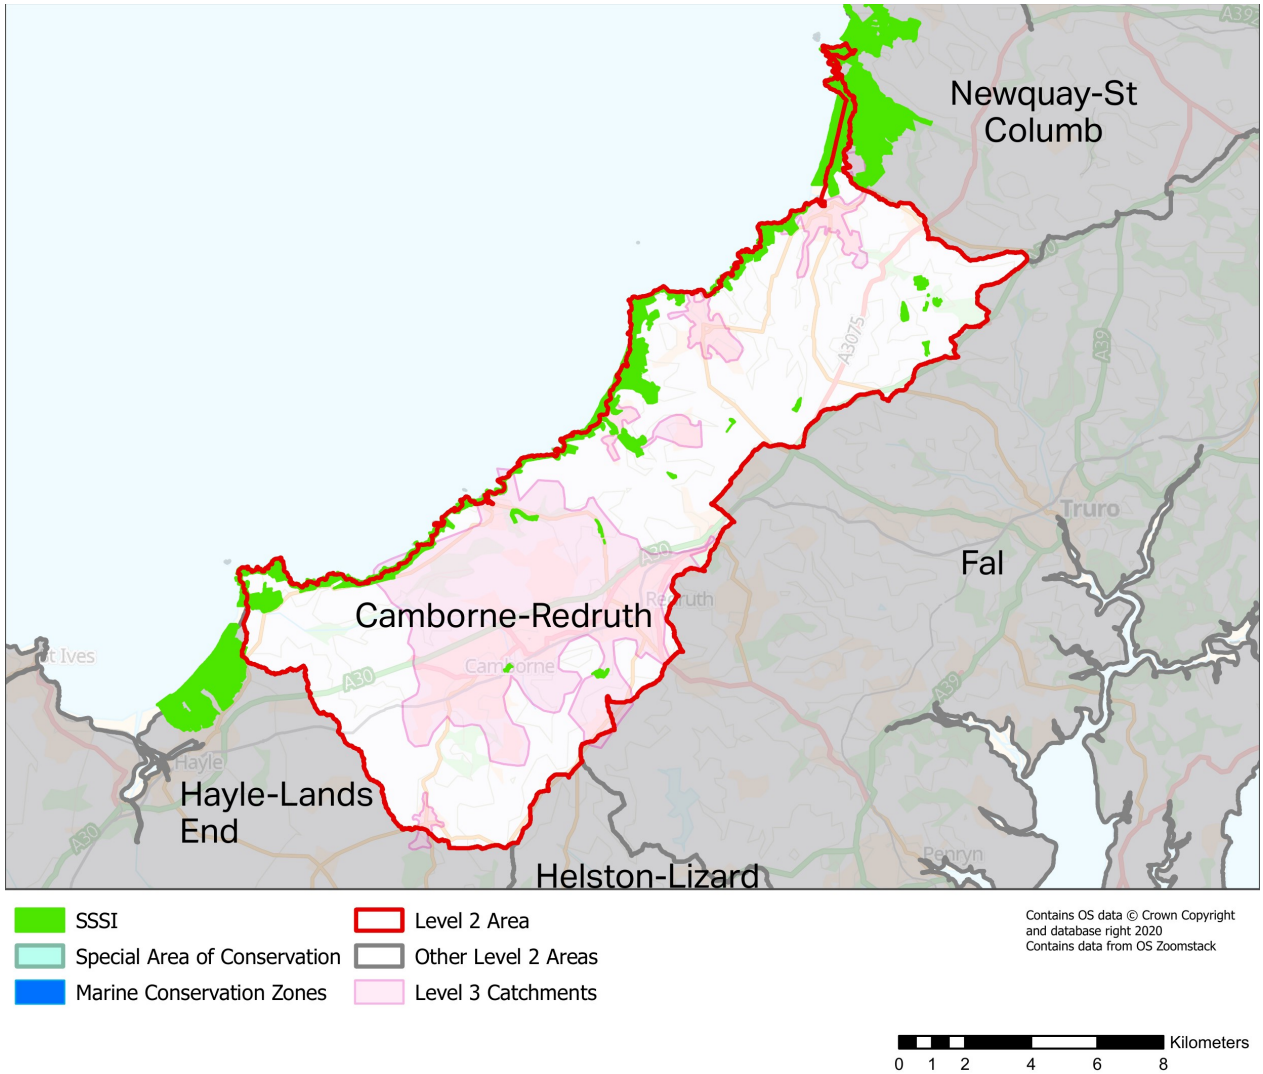 A392
Newquay-St
Columb
A30
A3075
A39
Truro
A30
Fal
Redruth
Camborne-Redruth
t Ives
Camborne
A30
A39
Hayle
Hayle-Lands
End
A30
Penryn
Helston-Lizard
SSSI
Level 2 Area
Special Area of Conservation
Other Level 2 Areas
Marine Conservation Zones
Level 3 Catchments
Contains OS data © Crown Copyright
and database right 2020
Contains data from OS Zoomstack
Kilometers
0 1 2 4 6 8